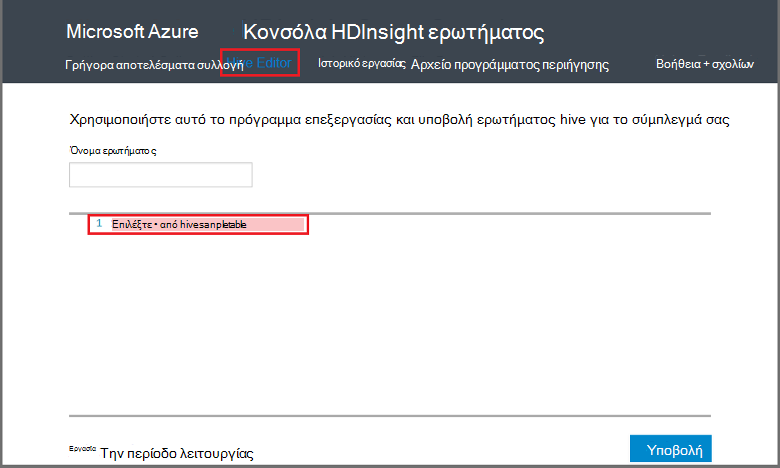 Microsoft Azure Κονσόλα HDInsight ερωτήματος
Γρήγορα αποτελέσματα συλλογή Hive Editor Ιστορικό εργασίας Αρχείο προγράμματος περιήγησης Βοήθεια + σχολίων
Χρησιμοποιήστε αυτό το πρόγραμμα επεξεργασίας και υποβολή ερωτήματος hive για το σύμπλεγμά σας
Όνομα ερωτήματος
1 Επιλέξτε * από hivesampletable
Εργασία Την περίοδο λειτουργίας Υποβολή